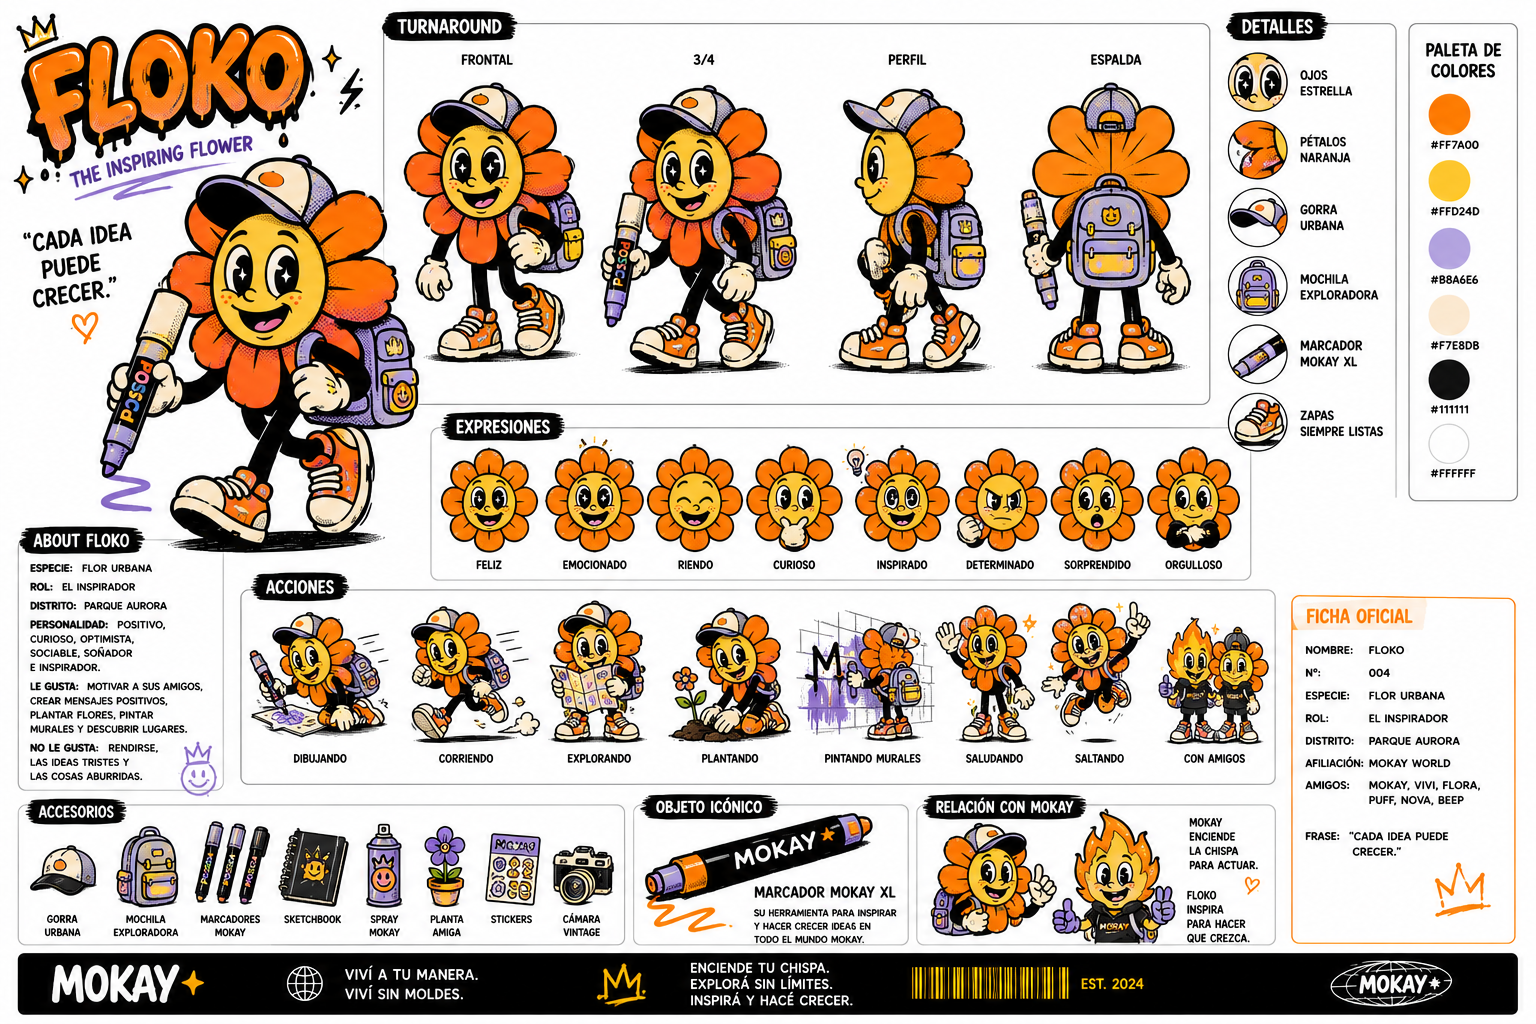 FLOKO
THE INSPIRING FLOWER
"CADA IDEA
PUEDE
CRECER."
POSCA
TURNAROUND
FRONTAL
3/4
PERFIL
ESPALDA
DETALLES
OJOS
ESTRELLA
PÉTALOS
NARANJA
GORRA
URBANA
MOCHILA
EXPLORADORA
MARCADOR
MOKAY XL
ZAPAS
SIEMPRE LISTAS
PALETA DE
COLORES
#FF7A00
#FFD24D
#B8A6E6
#F7E8DB
#111111
#FFFFFF
EXPRESIONES
FELIZ
EMOCIONADO
RIENDO
CURIOSO
INSPIRADO
DETERMINADO
SORPRENDIDO
ORGULLOSO
ABOUT FLOKO
ESPECIE: FLOR URBANA
ROL: EL INSPIRADOR
DISTRITO: PARQUE AURORA
PERSONALIDAD: POSITIVO,
CURIOSO, OPTIMISTA,
SOCIABLE, SOÑADOR
E INSPIRADOR.
LE GUSTA: MOTIVAR A SUS AMIGOS,
CREAR MENSAJES POSITIVOS,
PLANTAR FLORES, PINTAR
MURALES Y DESCUBRIR LUGARES.
NO LE GUSTA: RENDIRSE,
LAS IDEAS TRISTES Y
LAS COSAS ABURRIDAS.
ACCIONES
M
DIBUJANDO
CORRIENDO
EXPLORANDO
PLANTANDO
PINTANDO MURALES
SALUDANDO
SALTANDO
CON AMIGOS
FICHA OFICIAL
NOMBRE: FLOKO
Nº: 004
ESPECIE: FLOR URBANA
ROL: EL INSPIRADOR
DISTRITO: PARQUE AURORA
AFILIACIÓN: MOKAY WORLD
AMIGOS: MOKAY, VIVI, FLORA,
PUFF, NOVA, BEEP
FRASE: "CADA IDEA PUEDE
CRECER."
ACCESORIOS
GORRA
URBANA
MOCHILA
EXPLORADORA
MARCADORES
MOKAY
SKETCHBOOK
SPRAY
MOKAY
PLANTA
AMIGA
STICKERS
CÁMARA
VINTAGE
OBJETO ICÓNICO
MOKAY
MARCADOR MOKAY XL
SU HERRAMIENTA PARA INSPIRAR
Y HACER CRECER IDEAS EN
TODO EL MUNDO MOKAY.
RELACIÓN CON MOKAY
MOKAY
ENCIENDE
LA CHISPA
PARA ACTUAR.
FLOKO
INSPIRA
PARA HACER
QUE CREZCA.
MOKAY
VIVÍ A TU MANERA.
VIVÍ SIN MOLDES.
ENCIENDE TU CHISPA.
EXPLORÁ SIN LÍMITES.
INSPIRÁ Y HACÉ CRECER.
EST. 2024
MOKAY